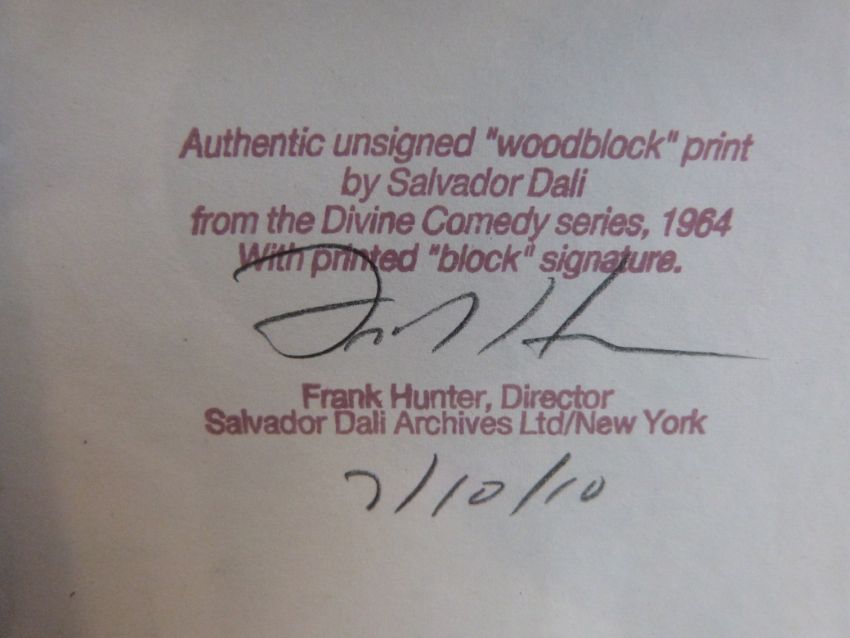 Authentic unsigned "woodblock" print
by Salvador Dali
from the Divine Comedy series, 1964
With printed "block" signature.
Frank Hunter, Director
Salvador Dali Archives Ltd/New York
7/10/10